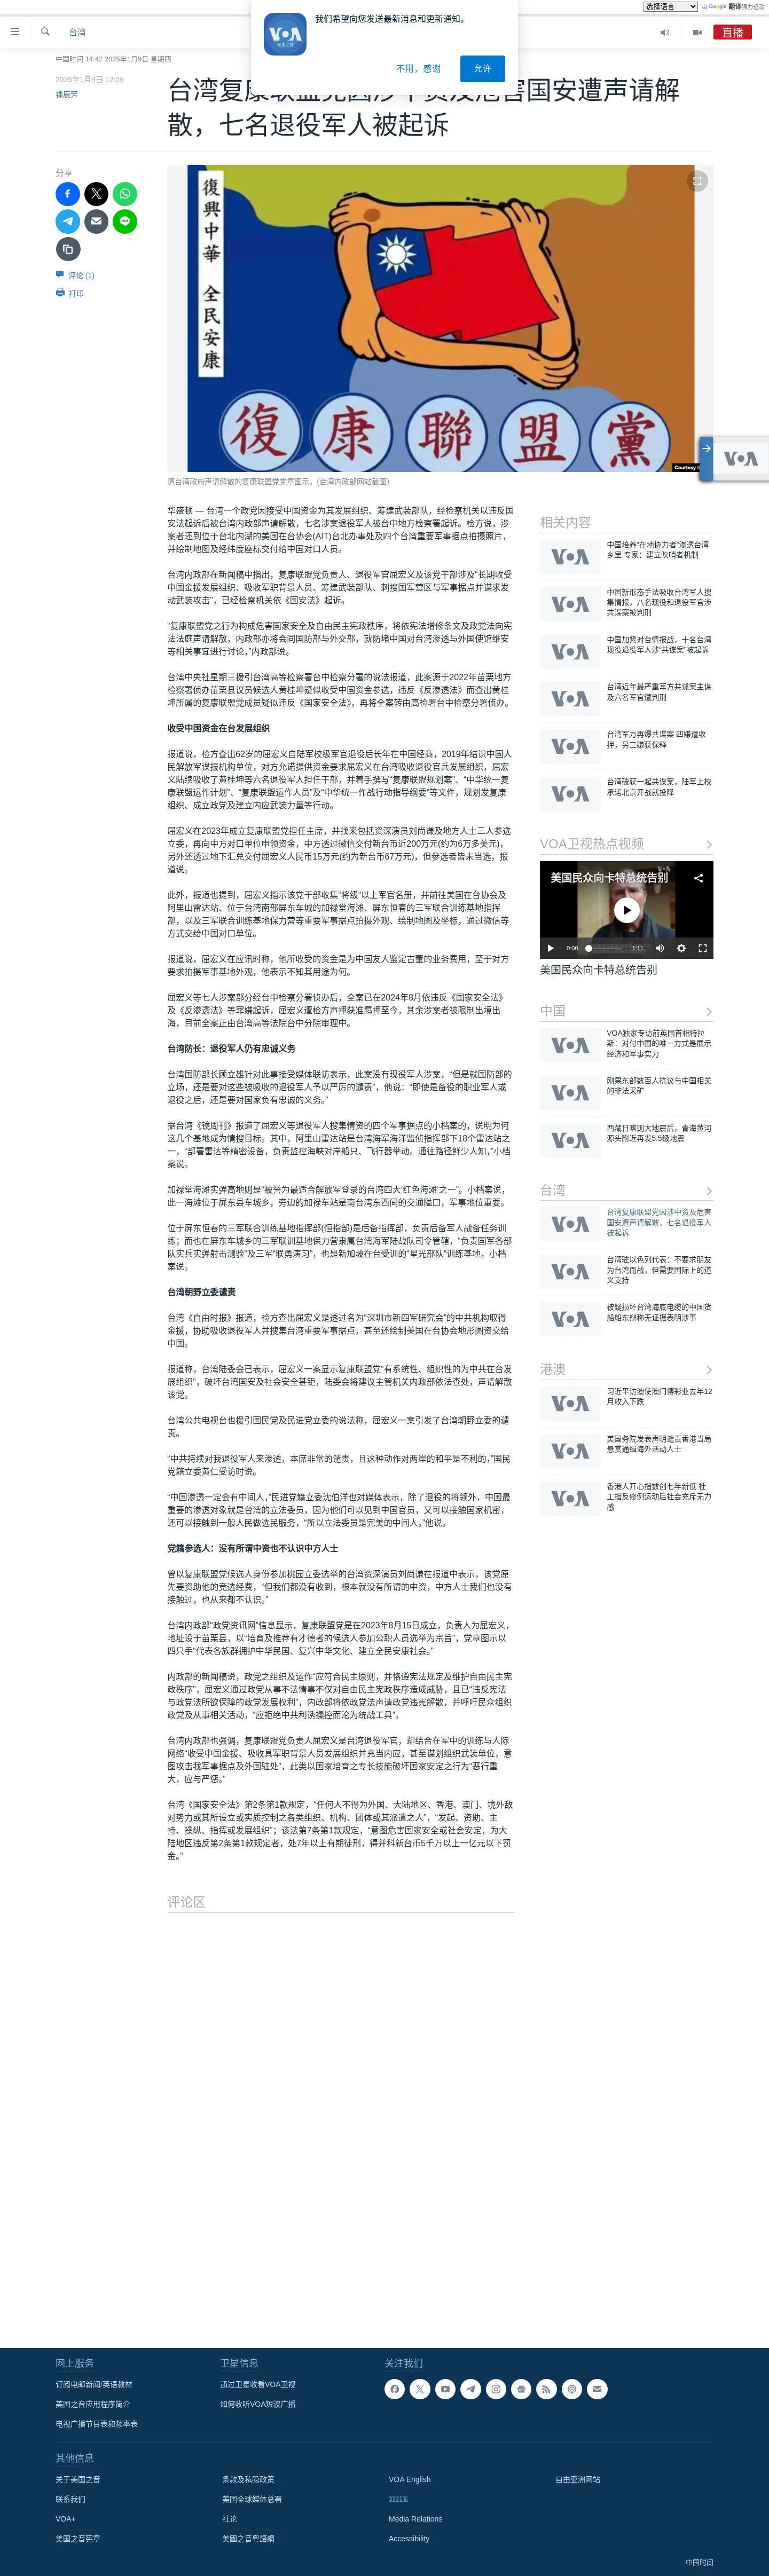 选择语言
由 Google 翻译强力驱动
VOA
美国之音
我们希望向您发送最新消息和更新通知。
不用，感谢
允许
台湾
直播
中国时间 14:42 2025年1月9日 星期四
2025年1月9日 12:09
锺辰芳
散，七名退役军人被起诉
分享
评论 (1)
打印
復興中華 全民安康
復康聯盟黨
遭台湾政府声请解散的复康联盟党党章图示。(台湾内政部网站截图）
华盛顿 — 台湾一个政党因接受中国资金为其发展组织、筹建武装部队，经检察机关以违反国
安法起诉后被台湾内政部声请解散，七名涉案退役军人被台中地方检察署起诉。检方说，涉
案者还到位于台北内湖的美国在台协会(AIT)台北办事处及四个台湾重要军事据点拍摄照片，
并绘制地图及经纬度座标交付给中国对口人员。
台湾内政部在新闻稿中指出，复康联盟党负责人、退役军官屈宏义及该党干部涉及“长期收受
中国金援发展组织、吸收军职背景人员、筹建武装部队、刺搜国军营区与军事据点并谋求发
动武装攻击”，已经检察机关依《国安法》起诉。
“复康联盟党之行为构成危害国家安全及自由民主宪政秩序，将依宪法增修条文及政党法向宪
法法庭声请解散，内政部亦将会同国防部与外交部，就防堵中国对台湾渗透与外国使馆维安
等相关事宜进行讨论，”内政部说。
台湾中央社星期三援引台湾高等检察署台中检察分署的说法报道，此案源于2022年苗栗地方
检察署侦办苗栗县议员候选人黄桂坤疑似收受中国资金参选，违反《反渗透法》而查出黄桂
坤所属的复康联盟党成员疑似违反《国家安全法》，再将全案转由高检署台中检察分署侦办。
收受中国资金在台发展组织
报道说，检方查出62岁的屈宏义自陆军校级军官退役后长年在中国经商，2019年结识中国人
民解放军谍报机构单位，对方允诺提供资金要求屈宏义在台湾吸收退役官兵发展组织，屈宏
义陆续吸收了黄桂坤等六名退役军人担任干部，并着手撰写“复康联盟规划案”、“中华统一复
康联盟运作计划”、“复康联盟运作人员”及“中华统一作战行动指导纲要”等文件，规划发复康
组织、成立政党及建立内应武装力量等行动。
屈宏义在2023年成立复康联盟党担任主席，并找来包括资深演员刘尚谦及地方人士三人参选
立委，再向中方对口单位申领资金，中方透过微信交付新台币近200万元(约为6万多美元)，
另外还透过地下汇兑交付屈宏义人民币15万元(约为新台币67万元)，但参选者皆未当选，报
道说。
此外，报道也提到，屈宏义指示该党干部收集“将级”以上军官名册，并前往美国在台协会及
阿里山雷达站、位于台湾南部屏东车城的加禄堂海滩、屏东恒春的三军联合训练基地指挥
部，以及三军联合训练基地保力营等重要军事据点拍摄外观、绘制地图及坐标，通过微信等
方式交给中国对口单位。
报道说，屈宏义在应讯时称，他所收受的资金是为中国友人鉴定古董的业务费用，至于对方
要求拍摄军事基地外观，他表示不知其用途为何。
屈宏义等七人涉案部分经台中检察分署侦办后，全案已在2024年8月依违反《国家安全法》
及《反渗透法》等罪嫌起诉，屈宏义遭检方声押获准羁押至今，其余涉案者被限制出境出
海，目前全案正由台湾高等法院台中分院审理中。
台湾防长：退役军人仍有忠诚义务
台湾国防部长顾立雄针对此事接受媒体联访表示，此案没有现役军人涉案，“但是就国防部的
立场，还是要对这些被吸收的退役军人予以严厉的谴责”，他说：“即使是备役的职业军人或
退役之后，还是要对国家负有忠诚的义务。”
据台湾《镜周刊》报道了屈宏义等退役军人搜集情资的四个军事据点的小档案的，说明为何
这几个基地成为情搜目标。其中，阿里山雷达站是台湾海军海洋监侦指挥部下18个雷达站之
一，“部署雷达等精密设备，负责监控海峡对岸船只、飞行器举动。通往路径鲜少人知，”小档
案说。
加禄堂海滩实弹高地则是“被誉为最适合解放军登录的台湾四大‘红色海滩’之一”。小档案说，
此一海滩位于屏东县车城乡，旁边的加禄车站是南台湾东西间的交通隘口，军事地位重要。
位于屏东恒春的三军联合训练基地指挥部(恒指部)是后备指挥部，负责后备军人战备任务训
练；而也在屏东车城乡的三军联训基地保力营隶属台湾海军陆战队司令管辖，“负责国军各部
队实兵实弹射击测验”及三军“联勇演习”，也是新加坡在台受训的“星光部队”训练基地，小档
案说。
台湾朝野立委谴责
台湾《自由时报》报道，检方查出屈宏义是透过名为“深圳市新四军研究会”的中共机构取得
金援，协助吸收退役军人并搜集台湾重要军事据点，甚至还绘制美国在台协会地形图资交给
中国。
报道称，台湾陆委会已表示，屈宏义一案显示复康联盟党“有系统性、组织性的为中共在台发
展组织”，破坏台湾国安及社会安全甚钜，陆委会将建议主管机关内政部依法查处，声请解散
该党。
台湾公共电视台也援引国民党及民进党立委的说法称，屈宏义一案引发了台湾朝野立委的谴
责。
“中共持续对我退役军人来渗透，本席非常的谴责，且这种动作对两岸的和平是不利的，”国民
党籍立委黄仁受访时说。
“中国渗透一定会有中间人，”民进党籍立委沈伯洋也对媒体表示，除了退役的将领外，中国最
重要的渗透对象就是台湾的立法委员，因为他们可以见到中国官员，又可以接触国家机密，
还可以接触到一般人民做选民服务，“所以立法委员是完美的中间人，”他说。
党籍参选人：没有所谓中资也不认识中方人士
曾以复康联盟党候选人身份参加桃园立委选举的台湾资深演员刘尚谦在报道中表示，该党原
先要资助他的竞选经费，“但我们都没有收到，根本就没有所谓的中资，中方人士我们也没有
接触过，也从来都不认识。”
台湾内政部“政党资讯网”信息显示，复康联盟党是在2023年8月15日成立，负责人为屈宏义，
地址设于苗栗县，以“培育及推荐有才德者的候选人参加公职人员选举为宗旨”，党章图示以
四只手“代表各族群拥护中华民国、复兴中华文化、建立全民安康社会。”
内政部的新闻稿说，政党之组织及运作“应符合民主原则，并恪遵宪法规定及维护自由民主宪
政秩序”，屈宏义通过政党从事不法情事不仅对自由民主宪政秩序造成威胁，且已“违反宪法
与政党法所欲保障的政党发展权利”，内政部将依政党法声请政党违宪解散，并呼吁民众组织
政党及从事相关活动，“应拒绝中共利诱操控而沦为统战工具”。
台湾内政部也强调，复康联盟党负责人屈宏义是台湾退役军官，却结合在军中的训练与人际
网络“收受中国金援、吸收具军职背景人员发展组织并充当内应，甚至谋划组织武装单位，意
图攻击我军事据点及外国驻处”，此类以国家培育之专长技能破坏国家安定之行为“恶行重
大，应与严惩。”
台湾《国家安全法》第2条第1款规定，“任何人不得为外国、大陆地区、香港、澳门、境外敌
对势力或其所设立或实质控制之各类组织、机构、团体或其派遣之人”，“发起、资助、主
持、操纵、指挥或发展组织”；该法第7条第1款规定，“意图危害国家安全或社会安定，为大
陆地区违反第2条第1款规定者，处7年以上有期徒刑，得并科新台币5千万以上一亿元以下罚
金。”
评论区
相关内容
中国培养“在地协力者”渗透台湾
乡里 专家：建立吹哨者机制
中国新形态手法吸收台湾军人搜
集情报，八名现役和退役军官涉
共谍案被判刑
中国加紧对台情报战，十名台湾
现役退役军人涉“共谍案”被起诉
台湾近年最严重军方共谍案主谋
及六名军官遭判刑
台湾军方再爆共谍案 四嫌遭收
押，另三嫌获保释
台湾破获一起共谍案，陆军上校
承诺北京开战就投降
VOA卫视热点视频
美国民众向卡特总统告别
0:00
1:11
美国民众向卡特总统告别
中国
VOA独家专访前英国首相特拉
斯：对付中国的唯一方式是展示
经济和军事实力
刚果东部数百人抗议与中国相关
的非法采矿
西藏日喀则大地震后，青海黄河
源头附近再发5.5级地震
台湾
台湾复康联盟党因涉中资及危害
国安遭声请解散，七名退役军人
被起诉
台湾驻以色列代表：不要求朋友
为台湾而战，但需要国际上的道
义支持
被疑损坏台湾海底电缆的中国货
船船东辩称无证据表明涉事
港澳
习近平访澳使澳门博彩业去年12
月收入下跌
美国务院发表声明谴责香港当局
悬赏通缉海外活动人士
香港人开心指数创七年新低 社
工指反修例运动后社会充斥无力
感
网上服务
订阅电邮新闻/英语教材
美国之音应用程序简介
电视广播节目表和频率表
卫星信息
通过卫星收看VOA卫视
如何收听VOA短波广播
关注我们
其他信息
关于美国之音
联系我们
VOA+
美国之音宪章
条款及私隐政策
美国全球媒体总署
社论
美國之音粵語網
VOA English
Media Relations
Accessibility
自由亚洲网站
中国时间